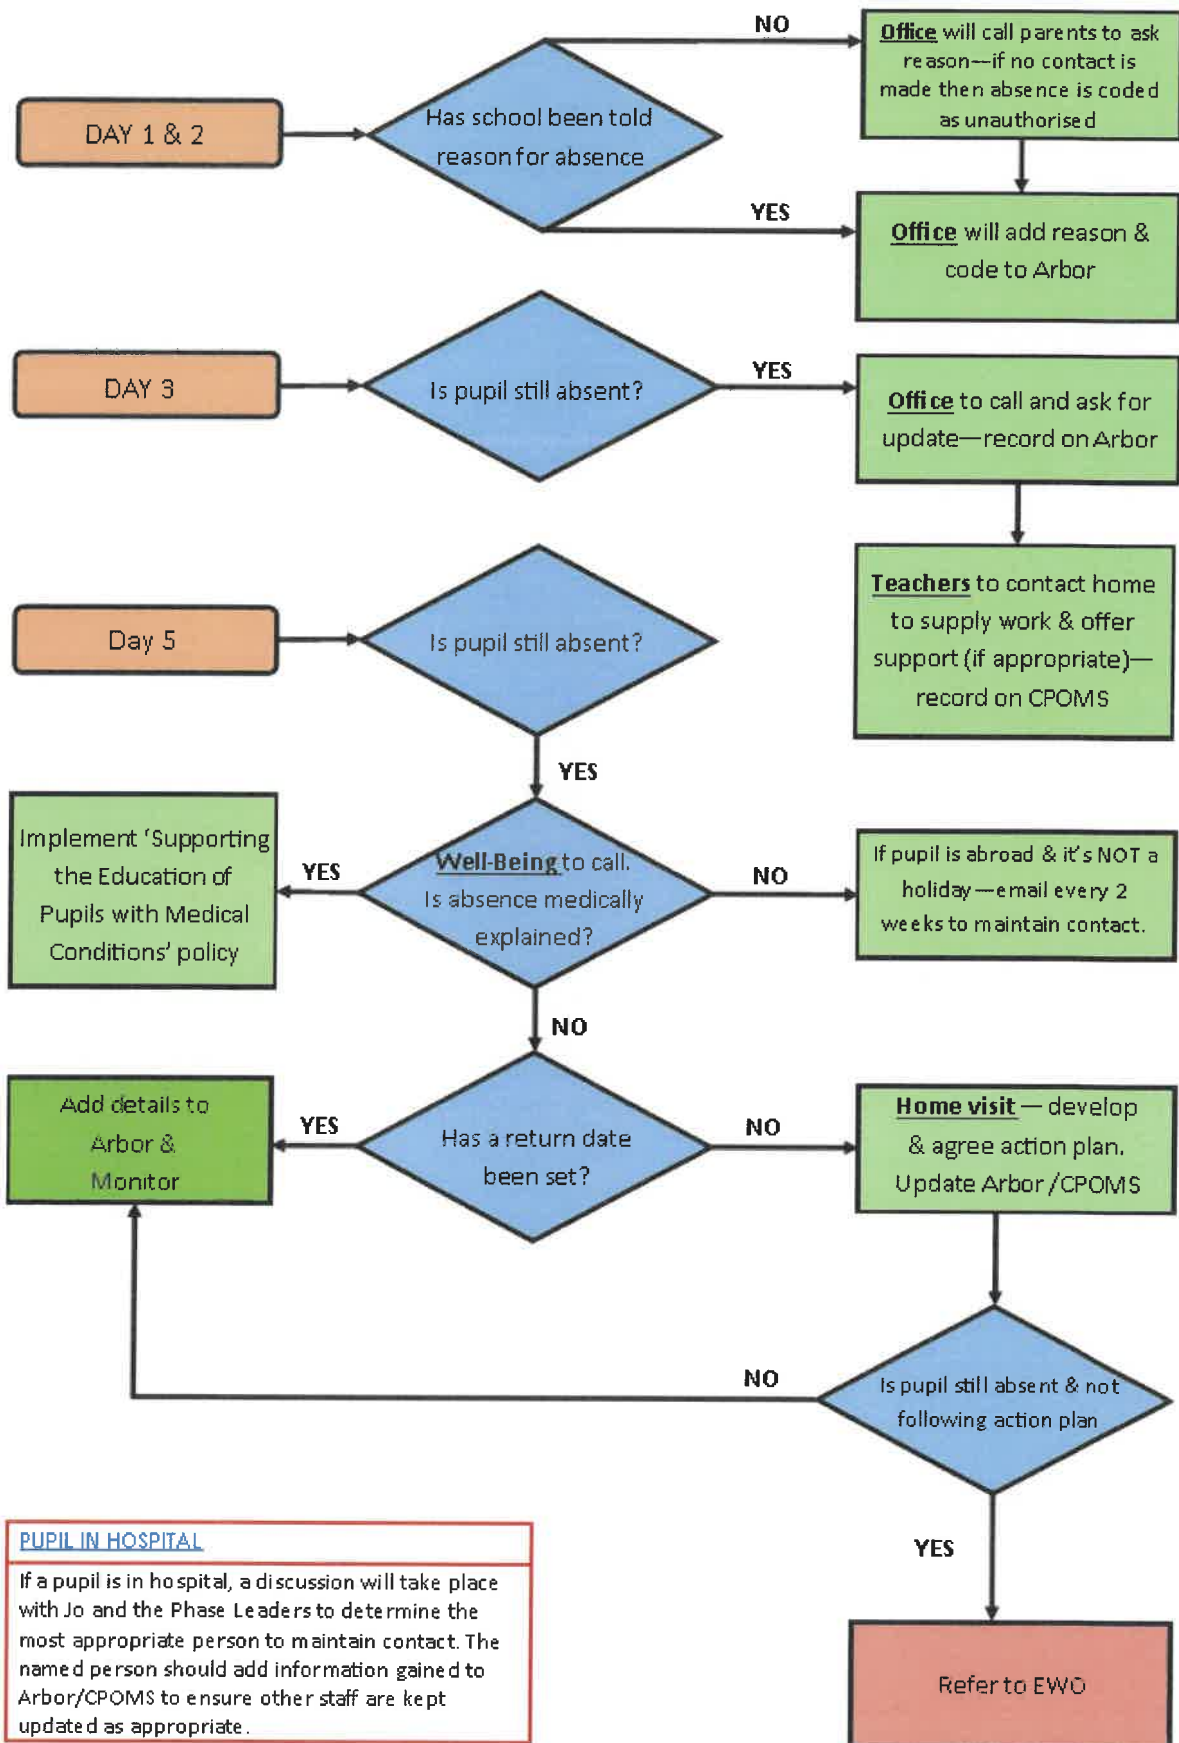 NO
Office will call parents to ask
reason—if no contact is
made then absence is coded
as unauthorised
DAY 1 & 2
Has school been told
reason for absence
YES
Office will add reason &
code to Arbor
DAY 3
Is pupil still absent?
YES
Office to call and ask for
update—record on Arbor
Teachers to contact home
to supply work & offer
support (if appropriate)—
record on CPOMS
Day 5
Is pupil still absent?
YES
Implement ‘Supporting
the Education of
Pupils with Medical
Conditions’ policy
YES
Well-Being to call.
Is absence medically
explained?
NO
If pupil is abroad & it's NOT a
holiday—email every 2
weeks to maintain contact.
NO
Add details to
Arbor &
Monitor
YES
Has a return date
been set?
NO
Home visit — develop
& agree action plan.
Update Arbor /CPOMS
NO
Is pupil still absent & not
following action plan
YES
Refer to EWO
PUPIL IN HOSPITAL
If a pupil is in hospital, a discussion will take place
with Jo and the Phase Leaders to determine the
most appropriate person to maintain contact. The
named person should add information gained to
Arbor/CPOMS to ensure other staff are kept
updated as appropriate.